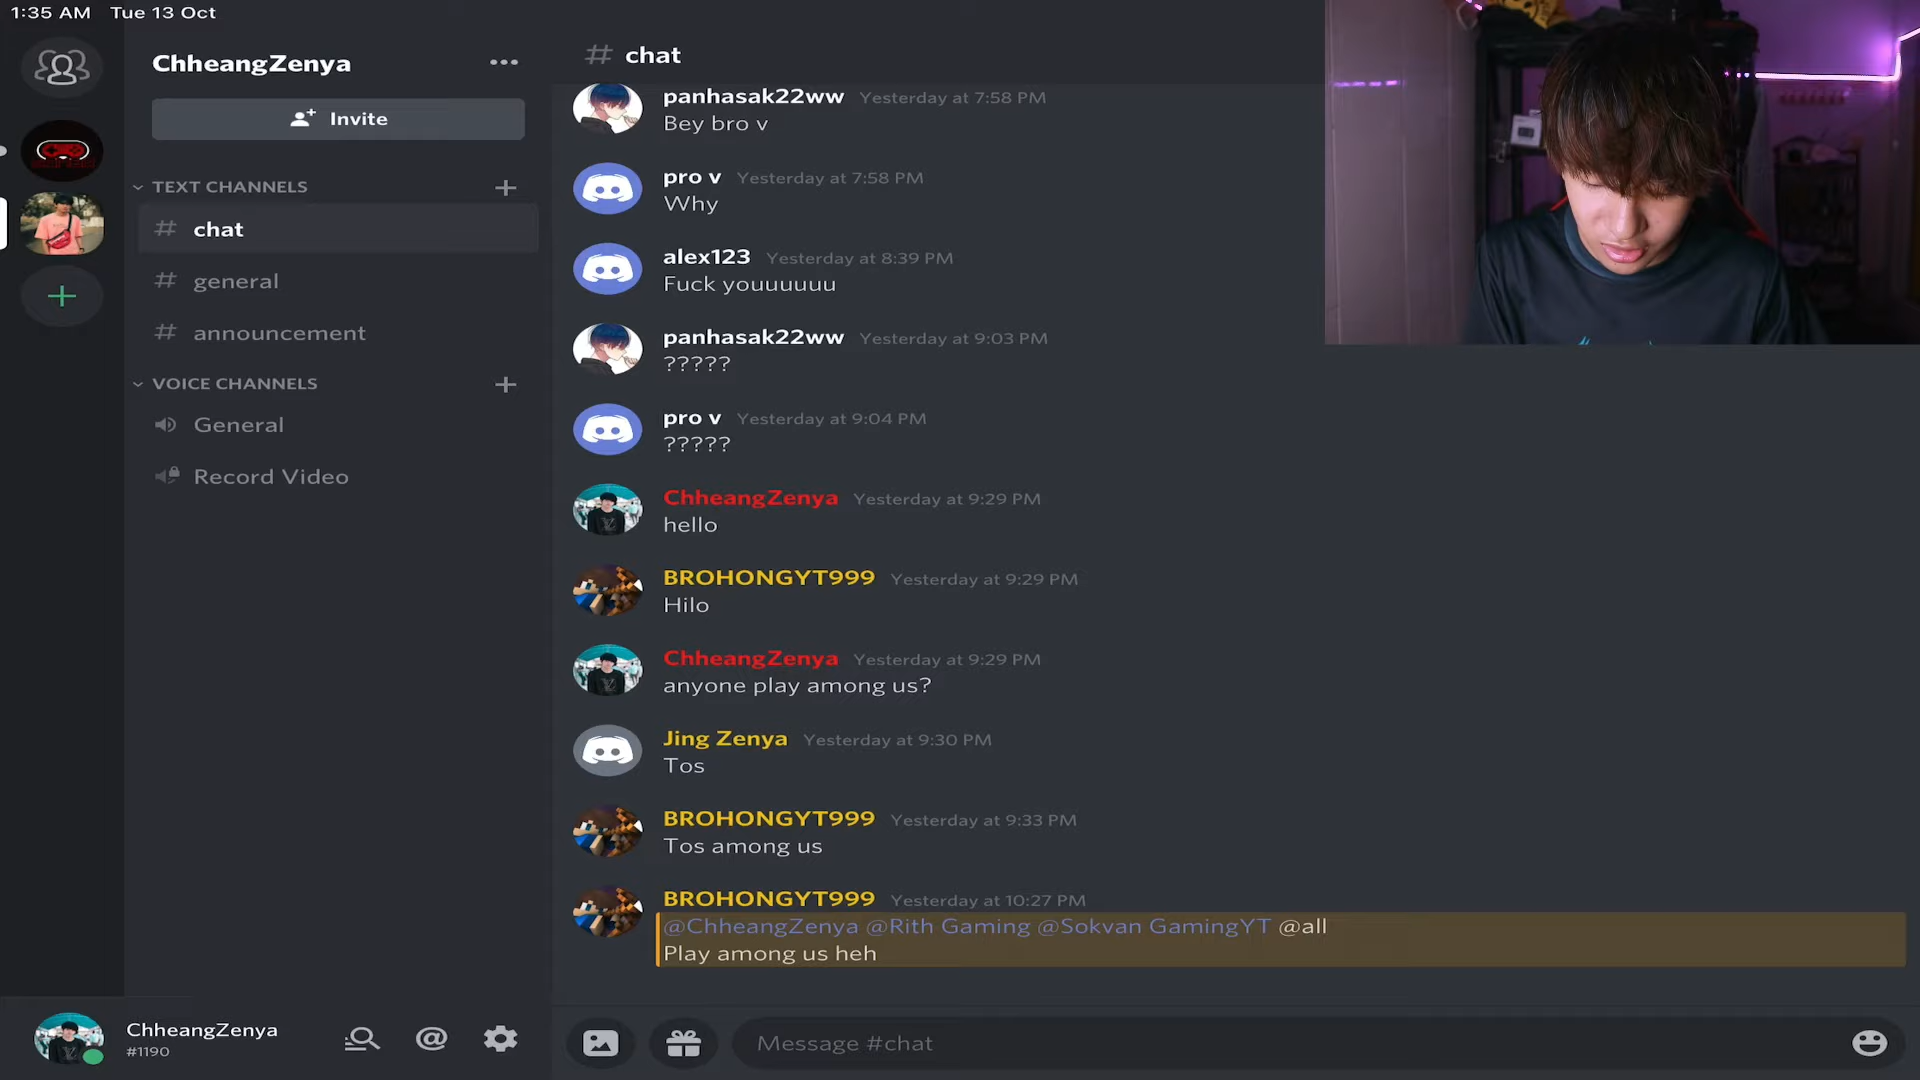 1:35 AM Tue 13 Oct
ChheangZenya
Invite
TEXT CHANNELS
chat
general
announcement
VOICE CHANNELS
General
Record Video
ChheangZenya
#1190
# chat
panhasak22ww Yesterday at 7:58 PM
Bey bro v
pro v Yesterday at 7:58 PM
Why
alex123 Yesterday at 8:39 PM
Fuck youuuuuu
panhasak22ww Yesterday at 9:03 PM
?????
pro v Yesterday at 9:04 PM
?????
ChheangZenya Yesterday at 9:29 PM
hello
BROHONGYT999 Yesterday at 9:29 PM
Hilo
ChheangZenya Yesterday at 9:29 PM
anyone play among us?
Jing Zenya Yesterday at 9:30 PM
Tos
BROHONGYT999 Yesterday at 9:33 PM
Tos among us
BROHONGYT999 Yesterday at 10:27 PM
@ChheangZenya @Rith Gaming @Sokvan GamingYT @all
Play among us heh
Message #chat